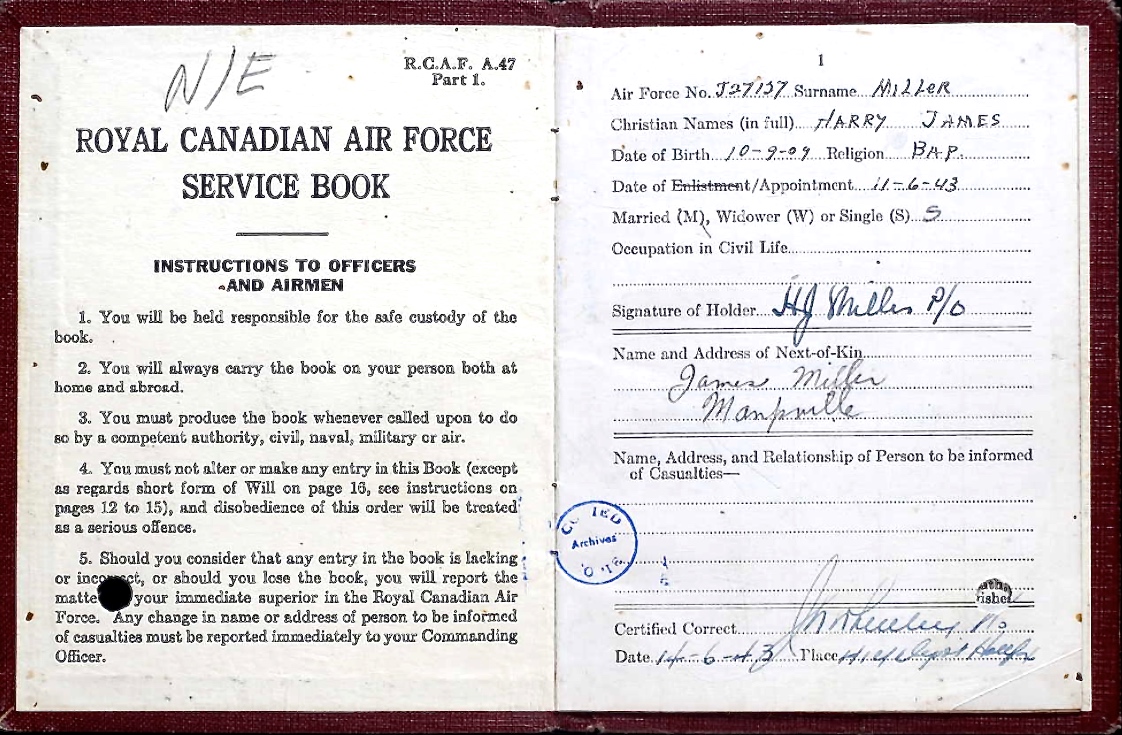 N/E
R.C.A.F. A.47
Part 1.
ROYAL CANADIAN AIR FORCE
SERVICE BOOK
INSTRUCTIONS TO OFFICERS
AND AIRMEN
1. You will be held responsible for the safe custody of the
book.
2. You will always carry the book on your person both at
home and abroad.
3. You must produce the book whenever called upon to do
so by a competent authority, civil, naval, military or air.
4. You must not alter or make any entry in this Book (except
as regards short form of Will on page 16, see instructions on
pages 12 to 15), and disobedience of this order will be treated
as a serious offence.
5. Should you consider that any entry in the book is lacking
or incorrect, or should you lose the book, you will report the
matte your immediate superior in the Royal Canadian Air
Force. Any change in name or address of person to be informed
of casualties must be reported immediately to your Commanding
Officer.
1
Air Force No. J27137 Surname MILLER
Christian Names (in full) HARRY JAMES
Date of Birth 10-9-09 Religion BAP.
Date of Enlistment/Appointment 11-6-43
Married (M), Widower (W) or Single (S) S
Occupation in Civil Life
Signature of Holder HJ Miller P/O
Name and Address of Next-of-Kin
James Miller
Name, Address, and Relationship of Person to be informed
of Casualties—
Archives
Certified Correct
Date 14-6-43 Place